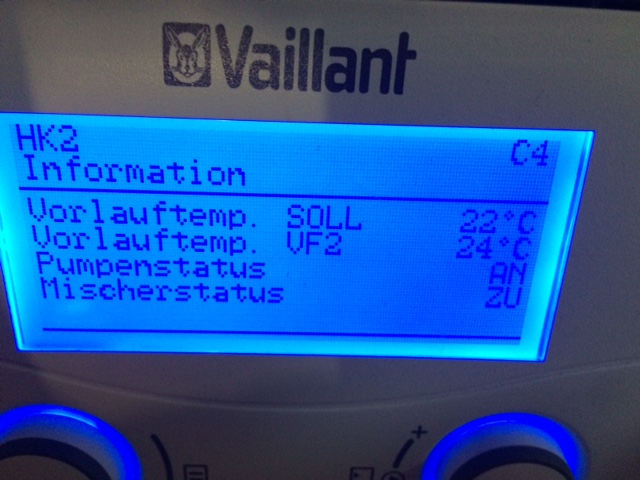 Vaillant
HK2 C4
Information
Vorlauftemp. SOLL 22°C
Vorlauftemp. VF2 24°C
Pumpenstatus AN
Mischerstatus ZU
+